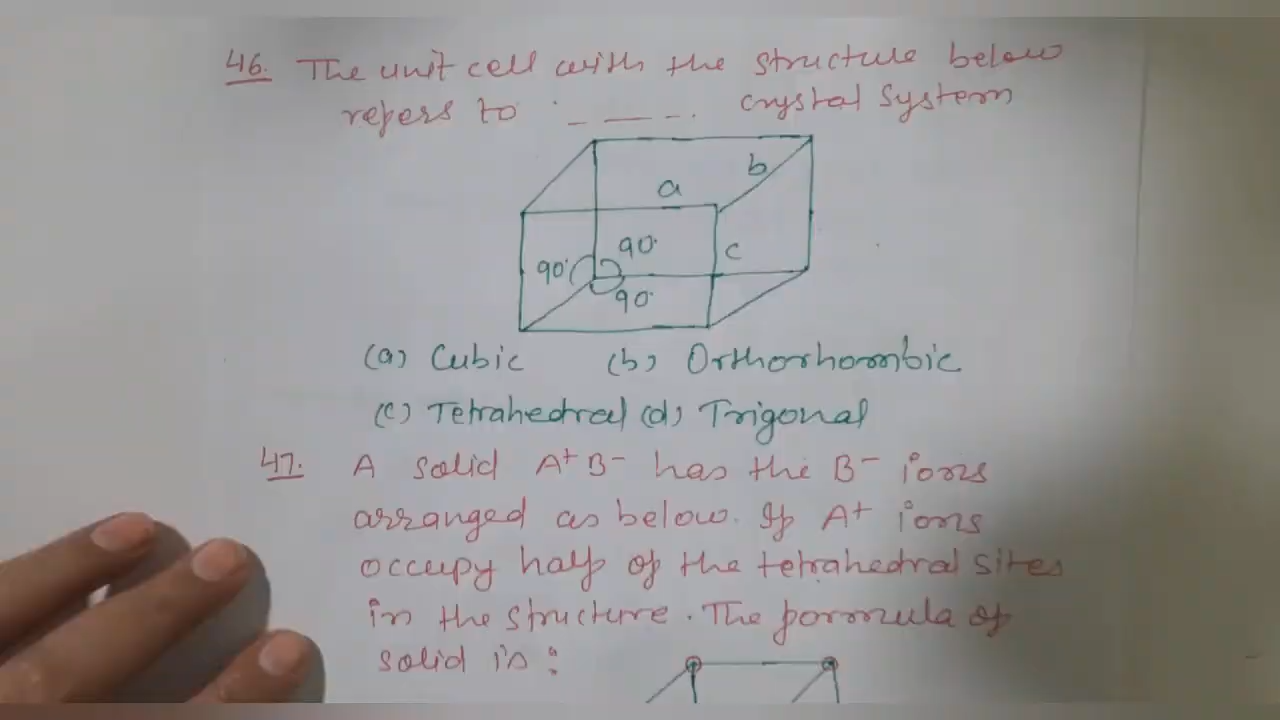 46. The unit cell with the structure below
refers to _ _ _ . crystal system
a
b
c
90°
90°
90°
(a) Cubic (b) Orthorhombic
(c) Tetrahedral (d) Trigonal
47. A solid A+ B- has the B- ions
arranged as below. If A+ ions
occupy half of the tetrahedral sites
in the structure. The formula of
solid is: